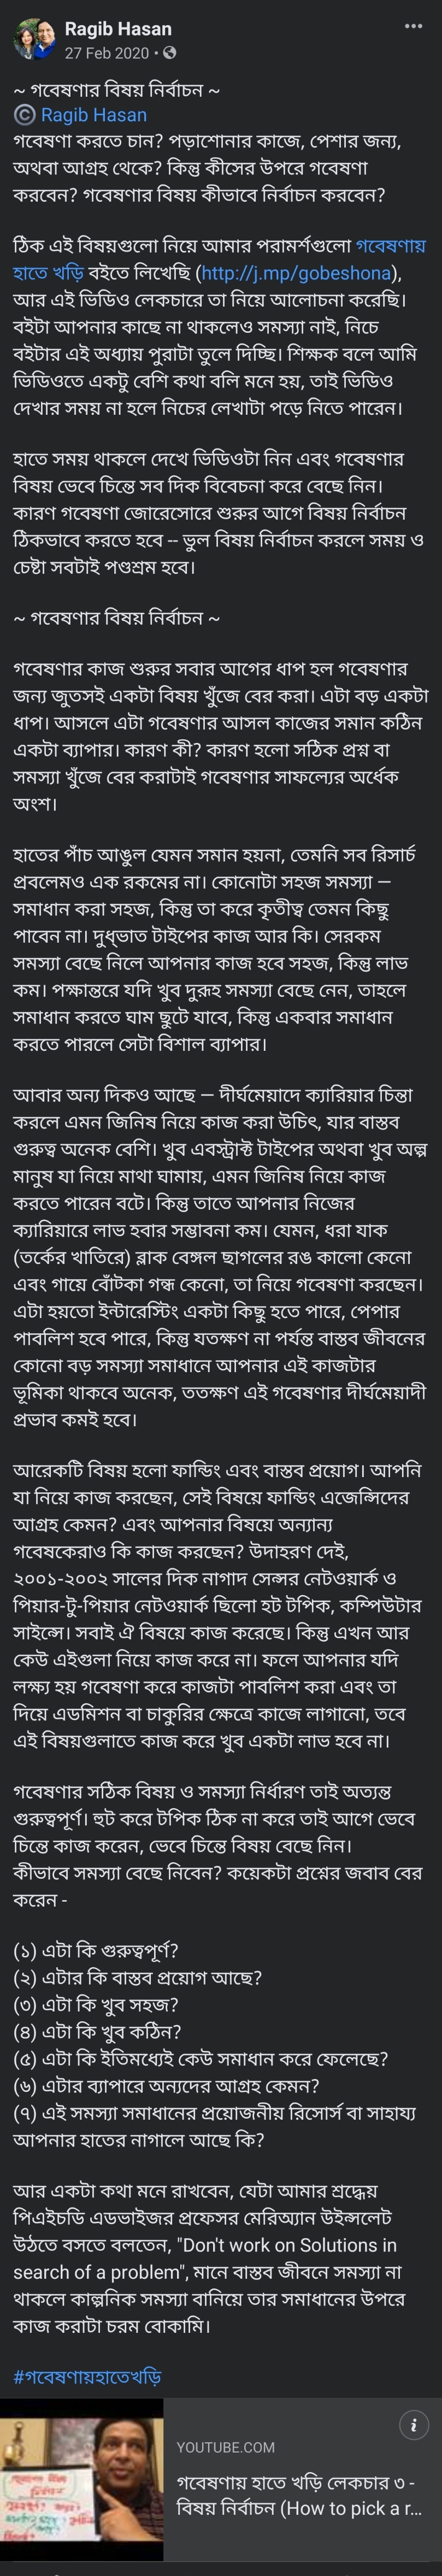 Ragib Hasan
27 Feb 2020
~ গবেষণার বিষয় নির্বাচন ~
© Ragib Hasan
গবেষণা করতে চান? পড়াশোনার কাজে, পেশার জন্য,
অথবা আগ্রহ থেকে? কিন্তু কীসের উপরে গবেষণা
করবেন? গবেষণার বিষয় কীভাবে নির্বাচন করবেন?
ঠিক এই বিষয়গুলো নিয়ে আমার পরামর্শগুলো গবেষণায়
হাতে খড়ি বইতে লিখেছি (http://j.mp/gobeshona),
আর এই ভিডিও লেকচারে তা নিয়ে আলোচনা করেছি।
বইটা আপনার কাছে না থাকলেও সমস্যা নাই, নিচে
বইটার এই অধ্যায় পুরাটা তুলে দিচ্ছি। শিক্ষক বলে আমি
ভিডিওতে একটু বেশি কথা বলি মনে হয়, তাই ভিডিও
দেখার সময় না হলে নিচের লেখাটা পড়ে নিতে পারেন।
হাতে সময় থাকলে দেখে ভিডিওটা নিন এবং গবেষণার
বিষয় ভেবে চিন্তে সব দিক বিবেচনা করে বেছে নিন।
কারণ গবেষণা জোরেসোরে শুরুর আগে বিষয় নির্বাচন
ঠিকভাবে করতে হবে -- ভুল বিষয় নির্বাচন করলে সময় ও
চেষ্টা সবটাই পণ্ডশ্রম হবে।
~ গবেষণার বিষয় নির্বাচন ~
গবেষণার কাজ শুরুর সবার আগের ধাপ হল গবেষণার
জন্য জুতসই একটা বিষয় খুঁজে বের করা। এটা বড় একটা
ধাপ। আসলে এটা গবেষণার আসল কাজের সমান কঠিন
একটা ব্যাপার। কারণ কী? কারণ হলো সঠিক প্রশ্ন বা
সমস্যা খুঁজে বের করাটাই গবেষণার সাফল্যের অর্ধেক
অংশ।
হাতের পাঁচ আঙুল যেমন সমান হয়না, তেমনি সব রিসার্চ
প্রবলেমও এক রকমের না। কোনোটা সহজ সমস্যা —
সমাধান করা সহজ, কিন্তু তা করে কৃতীত্ব তেমন কিছু
পাবেন না। দুধ্ভাত টাইপের কাজ আর কি। সেরকম
সমস্যা বেছে নিলে আপনার কাজ হবে সহজ, কিন্তু লাভ
কম। পক্ষান্তরে যদি খুব দুরূহ সমস্যা বেছে নেন, তাহলে
সমাধান করতে ঘাম ছুটে যাবে, কিন্তু একবার সমাধান
করতে পারলে সেটা বিশাল ব্যাপার।
আবার অন্য দিকও আছে — দীর্ঘমেয়াদে ক্যারিয়ার চিন্তা
করলে এমন জিনিষ নিয়ে কাজ করা উচিৎ, যার বাস্তব
গুরুত্ব অনেক বেশি। খুব এবস্ট্রাক্ট টাইপের অথবা খুব অল্প
মানুষ যা নিয়ে মাথা ঘামায়, এমন জিনিষ নিয়ে কাজ
করতে পারেন বটে। কিন্তু তাতে আপনার নিজের
ক্যারিয়ারে লাভ হবার সম্ভাবনা কম। যেমন, ধরা যাক
(তর্কের খাতিরে) ব্লাক বেঙ্গল ছাগলের রঙ কালো কেনো
এবং গায়ে বোঁটকা গন্ধ কেনো, তা নিয়ে গবেষণা করছেন।
এটা হয়তো ইন্টারেস্টিং একটা কিছু হতে পারে, পেপার
পাবলিশ হবে পারে, কিন্তু যতক্ষণ না পর্যন্ত বাস্তব জীবনের
কোনো বড় সমস্যা সমাধানে আপনার এই কাজটার
ভূমিকা থাকবে অনেক, ততক্ষণ এই গবেষণার দীর্ঘমেয়াদী
প্রভাব কমই হবে।
আরেকটি বিষয় হলো ফান্ডিং এবং বাস্তব প্রয়োগ। আপনি
যা নিয়ে কাজ করছেন, সেই বিষয়ে ফান্ডিং এজেন্সিদের
আগ্রহ কেমন? এবং আপনার বিষয়ে অন্যান্য
গবেষকেরাও কি কাজ করছেন? উদাহরণ দেই,
২০০১-২০০২ সালের দিক নাগাদ সেন্সর নেটওয়ার্ক ও
পিয়ার-টু-পিয়ার নেটওয়ার্ক ছিলো হট টপিক, কম্পিউটার
সাইন্সে। সবাই ঐ বিষয়ে কাজ করেছে। কিন্তু এখন আর
কেউ এইগুলা নিয়ে কাজ করে না। ফলে আপনার যদি
লক্ষ্য হয় গবেষণা করে কাজটা পাবলিশ করা এবং তা
দিয়ে এডমিশন বা চাকুরির ক্ষেত্রে কাজে লাগানো, তবে
এই বিষয়গুলাতে কাজ করে খুব একটা লাভ হবে না।
গবেষণার সঠিক বিষয় ও সমস্যা নির্ধারণ তাই অত্যন্ত
গুরুত্বপূর্ণ। হুট করে টপিক ঠিক না করে তাই আগে ভেবে
চিন্তে কাজ করেন, ভেবে চিন্তে বিষয় বেছে নিন।
কীভাবে সমস্যা বেছে নিবেন? কয়েকটা প্রশ্নের জবাব বের
করেন -
(১) এটা কি গুরুত্বপূর্ণ?
(২) এটার কি বাস্তব প্রয়োগ আছে?
(৩) এটা কি খুব সহজ?
(৪) এটা কি খুব কঠিন?
(৫) এটা কি ইতিমধ্যেই কেউ সমাধান করে ফেলেছে?
(৬) এটার ব্যাপারে অন্যদের আগ্রহ কেমন?
(৭) এই সমস্যা সমাধানের প্রয়োজনীয় রিসোর্স বা সাহায্য
আপনার হাতের নাগালে আছে কি?
আর একটা কথা মনে রাখবেন, যেটা আমার শ্রদ্ধেয়
পিএইচডি এডভাইজর প্রফেসর মেরিঅ্যান উইন্সলেট
উঠতে বসতে বলতেন, "Don't work on Solutions in
search of a problem", মানে বাস্তব জীবনে সমস্যা না
থাকলে কাল্পনিক সমস্যা বানিয়ে তার সমাধানের উপরে
কাজ করাটা চরম বোকামি।
#গবেষণায়হাতেখড়ি
YOUTUBE.COM
গবেষণায় হাতে খড়ি লেকচার ৩ -
বিষয় নির্বাচন (How to pick a r...